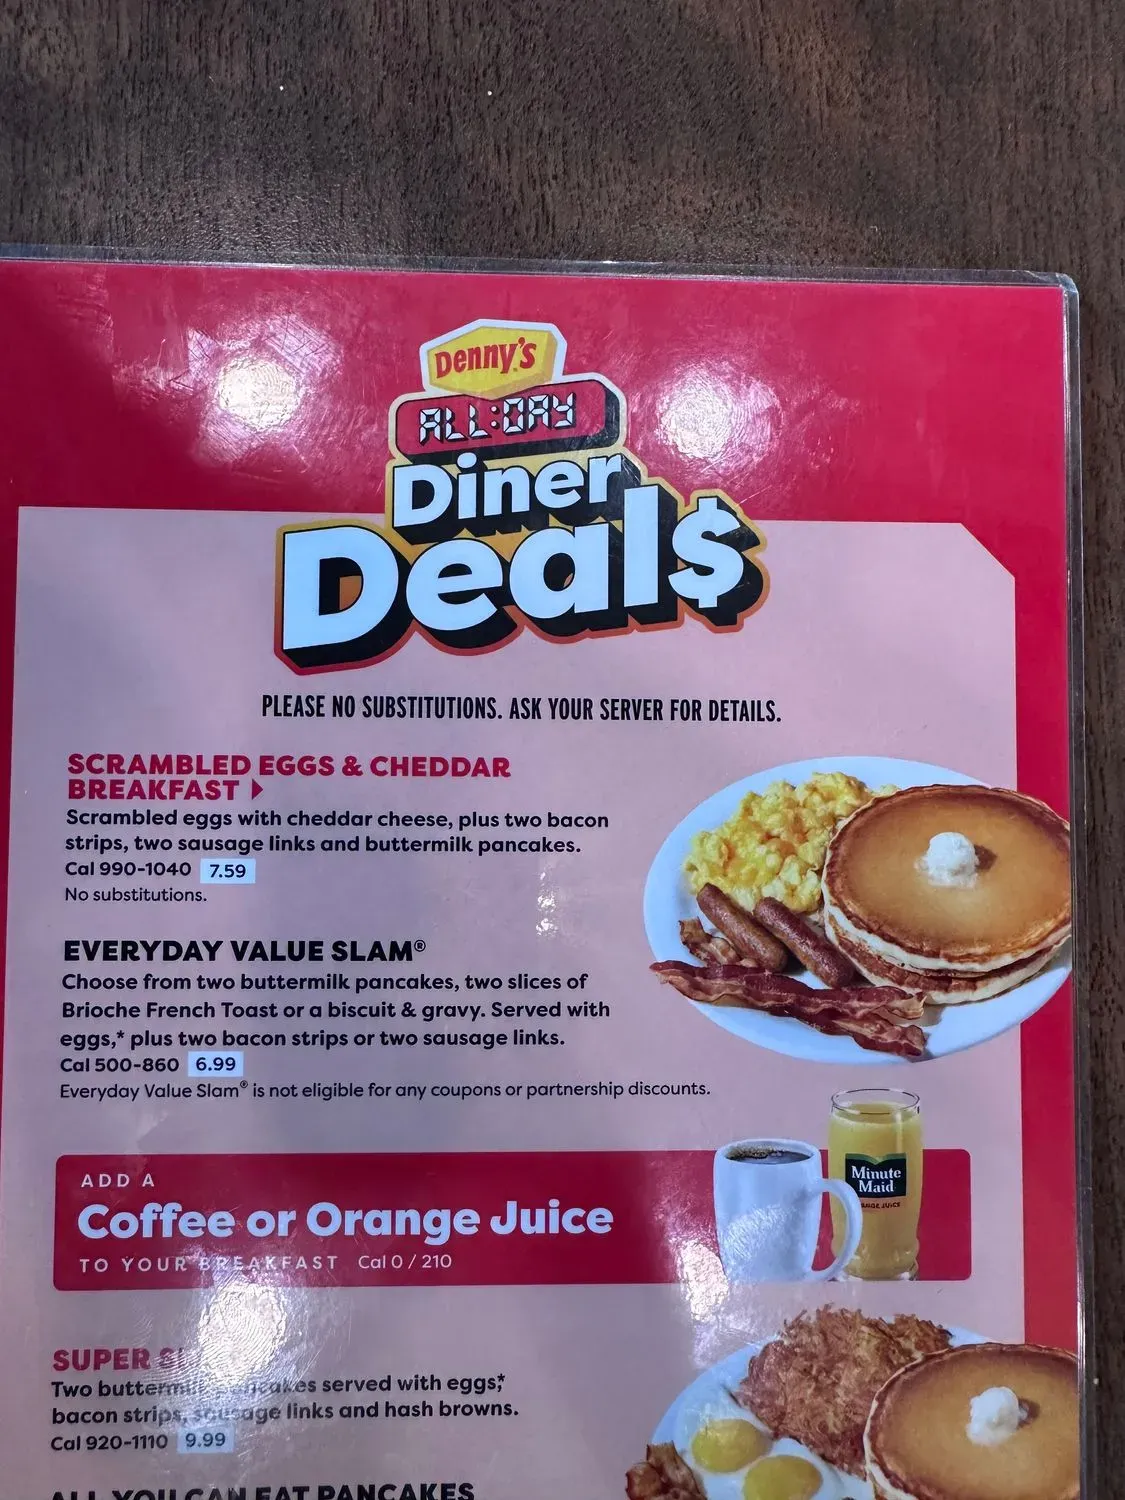 Denny's
ALL:DAY
Diner
Deal$
PLEASE NO SUBSTITUTIONS. ASK YOUR SERVER FOR DETAILS.
SCRAMBLED EGGS & CHEDDAR
BREAKFAST
Scrambled eggs with cheddar cheese, plus two bacon
strips, two sausage links and buttermilk pancakes.
Cal 990-1040 7.59
No substitutions.
EVERYDAY VALUE SLAM®
Choose from two buttermilk pancakes, two slices of
Brioche French Toast or a biscuit & gravy. Served with
eggs,* plus two bacon strips or two sausage links.
Cal 500-860 6.99
Everyday Value Slam® is not eligible for any coupons or partnership discounts.
ADD A
Coffee or Orange Juice
TO YOUR BREAKFAST Cal 0 / 210
Minute
Maid
ORANGE JUICE
SUPER
Two buttermilk pancakes served with eggs,*
bacon strips, sausage links and hash browns.
Cal 920-1110 9.99
ALL YOU CAN EAT PANCAKES